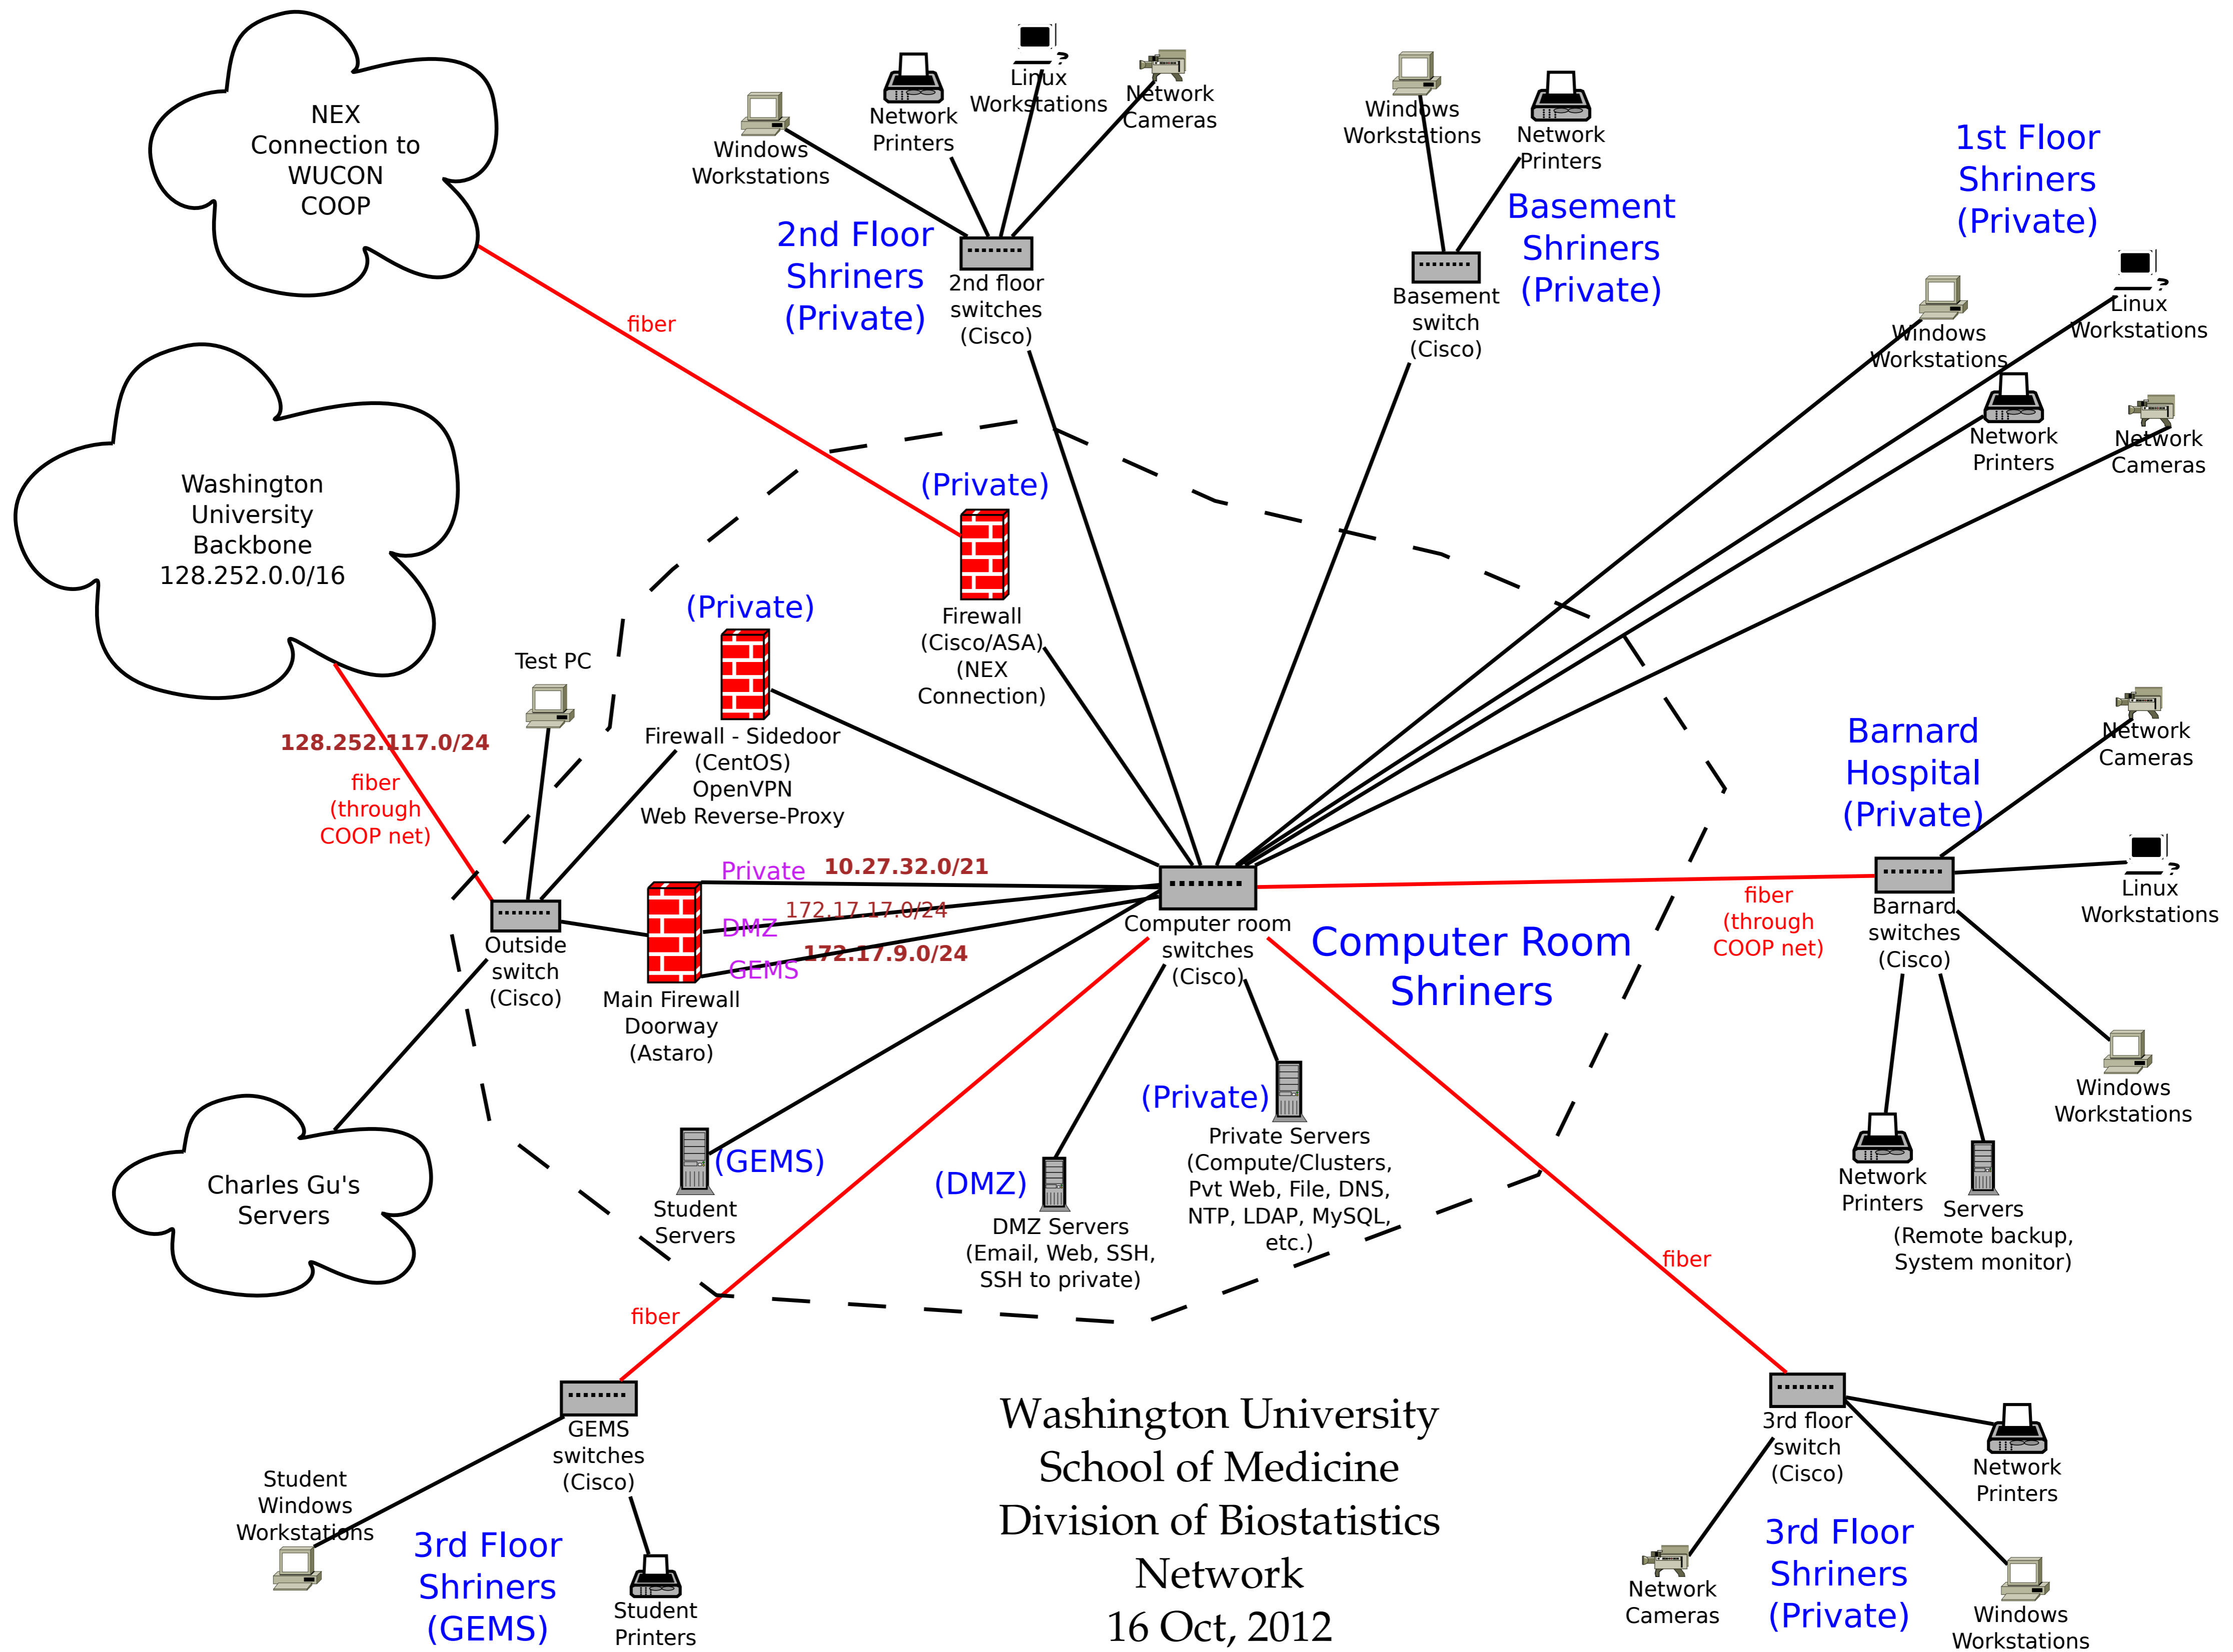 NEX
Connection to
WUCON
COOP
Windows
Workstations
Network
Printers
Linux
Workstations
Network
Cameras
2nd Floor
Shriners
(Private)
2nd floor
switches
(Cisco)
Windows
Workstations
Network
Printers
Basement
Shriners
(Private)
Basement
switch
(Cisco)
1st Floor
Shriners
(Private)
Windows
Workstations
Linux
Workstations
Network
Printers
Network
Cameras
fiber
Washington
University
Backbone
128.252.0.0/16
(Private)
Firewall
(Cisco/ASA)
(NEX
Connection)
(Private)
Firewall - Sidedoor
(CentOS)
OpenVPN
Web Reverse-Proxy
Test PC
128.252.117.0/24
fiber
(through
COOP net)
Outside
switch
(Cisco)
Private
10.27.32.0/21
DMZ
172.17.17.0/24
GEMS
172.17.9.0/24
Main Firewall
Doorway
(Astaro)
Computer room
switches
(Cisco)
Computer Room
Shriners
fiber
(through
COOP net)
Barnard
Hospital
(Private)
Network
Cameras
Linux
Workstations
Barnard
switches
(Cisco)
Windows
Workstations
Network
Printers
Servers
(Remote backup,
System monitor)
Charles Gu's
Servers
(GEMS)
Student
Servers
(DMZ)
DMZ Servers
(Email, Web, SSH,
SSH to private)
(Private)
Private Servers
(Compute/Clusters,
Pvt Web, File, DNS,
NTP, LDAP, MySQL,
etc.)
fiber
fiber
GEMS
switches
(Cisco)
Student
Windows
Workstations
3rd Floor
Shriners
(GEMS)
Student
Printers
Washington University
School of Medicine
Division of Biostatistics
Network
16 Oct, 2012
3rd floor
switch
(Cisco)
Network
Printers
Network
Cameras
3rd Floor
Shriners
(Private)
Windows
Workstations